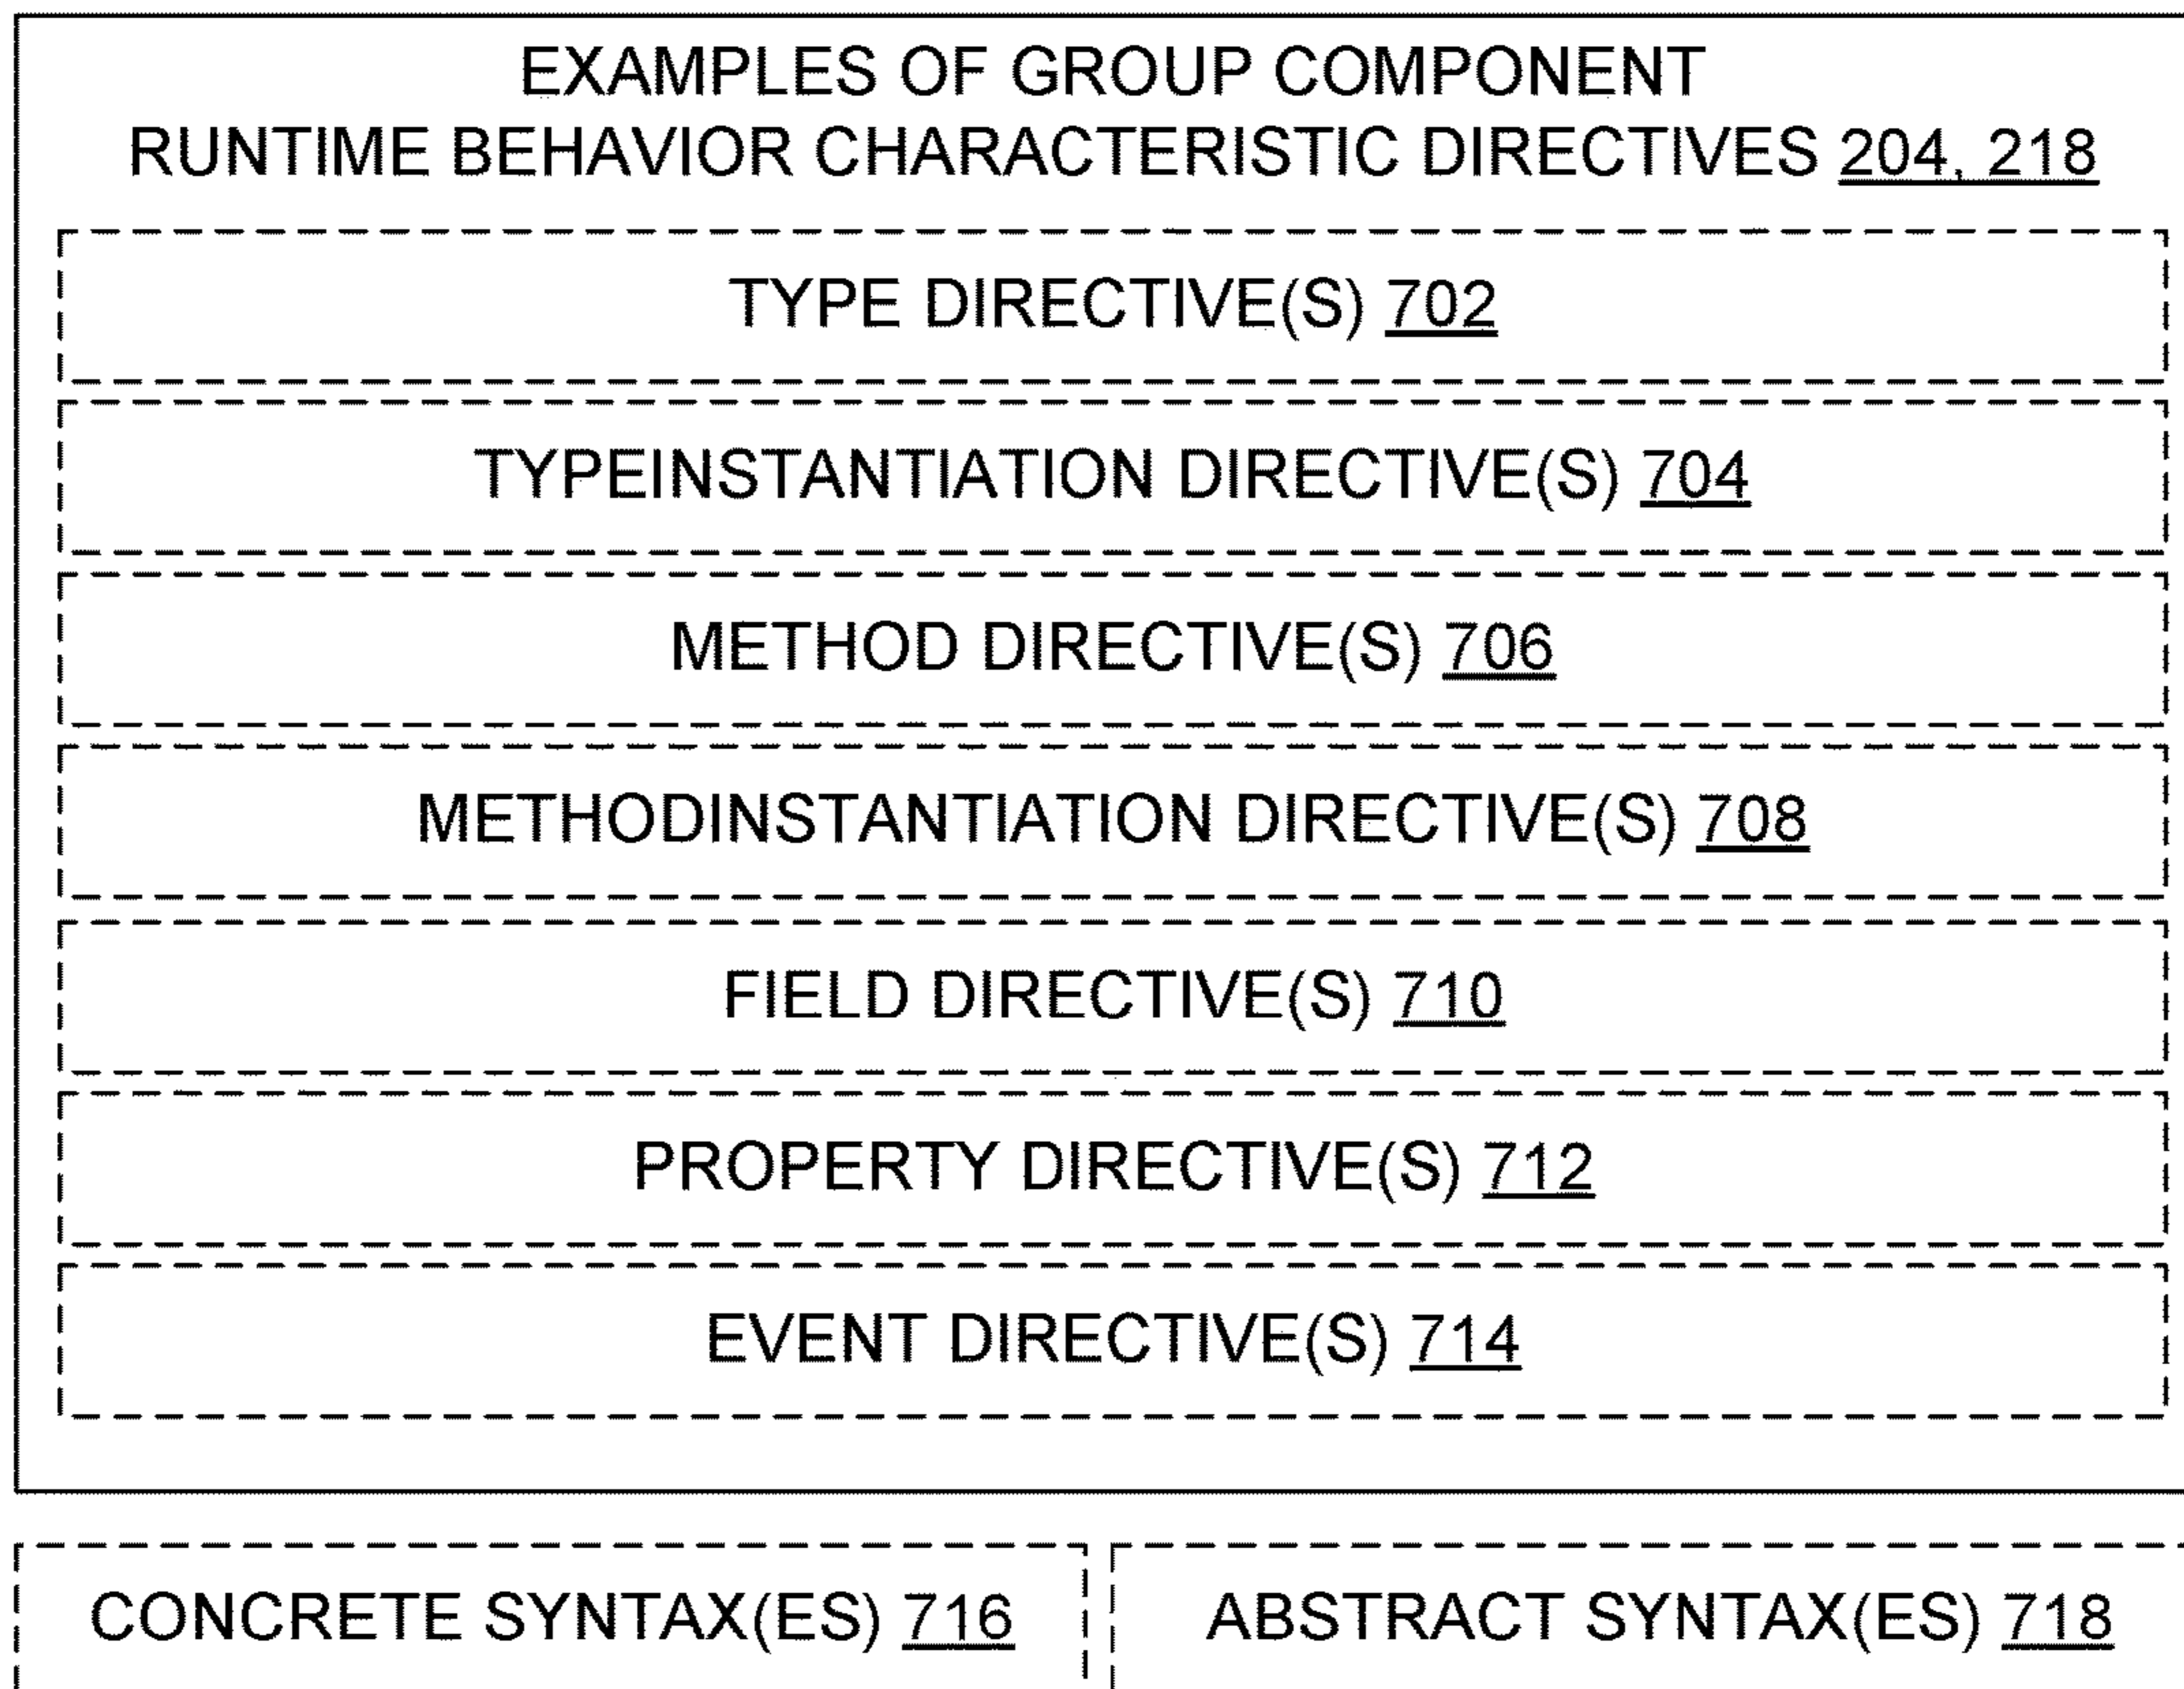 EXAMPLES OF GROUP COMPONENT
RUNTIME BEHAVIOR CHARACTERISTIC DIRECTIVES 204, 218
TYPE DIRECTIVE(S) 702
TYPEINSTANTIATION DIRECTIVE(S) 704
METHOD DIRECTIVE(S) 706
METHODINSTANTIATION DIRECTIVE(S) 708
FIELD DIRECTIVE(S) 710
PROPERTY DIRECTIVE(S) 712
EVENT DIRECTIVE(S) 714
CONCRETE SYNTAX(ES) 716
ABSTRACT SYNTAX(ES) 718